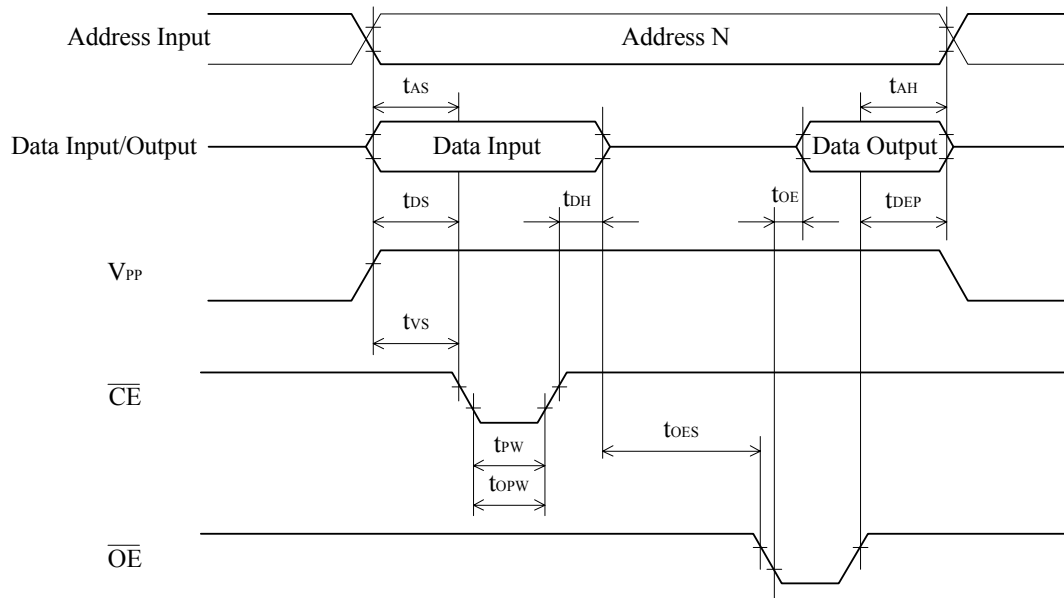 Address Input
Address N
tAS
tAH
Data Input/Output
Data Input
Data Output
tDS
tDH
tOE
tDEP
VPP
tVS
CE
tOES
tPW
tOPW
OE